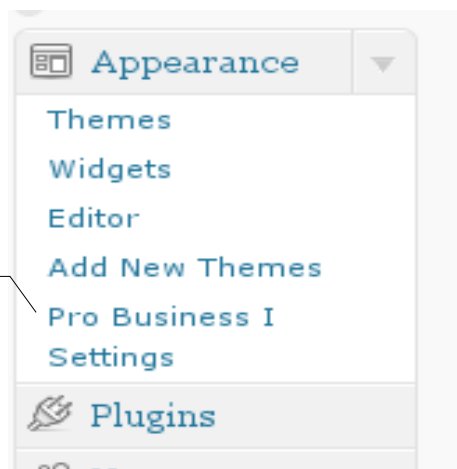 Appearance
Themes
Widgets
Editor
Add New Themes
Pro Business I
Settings
Plugins